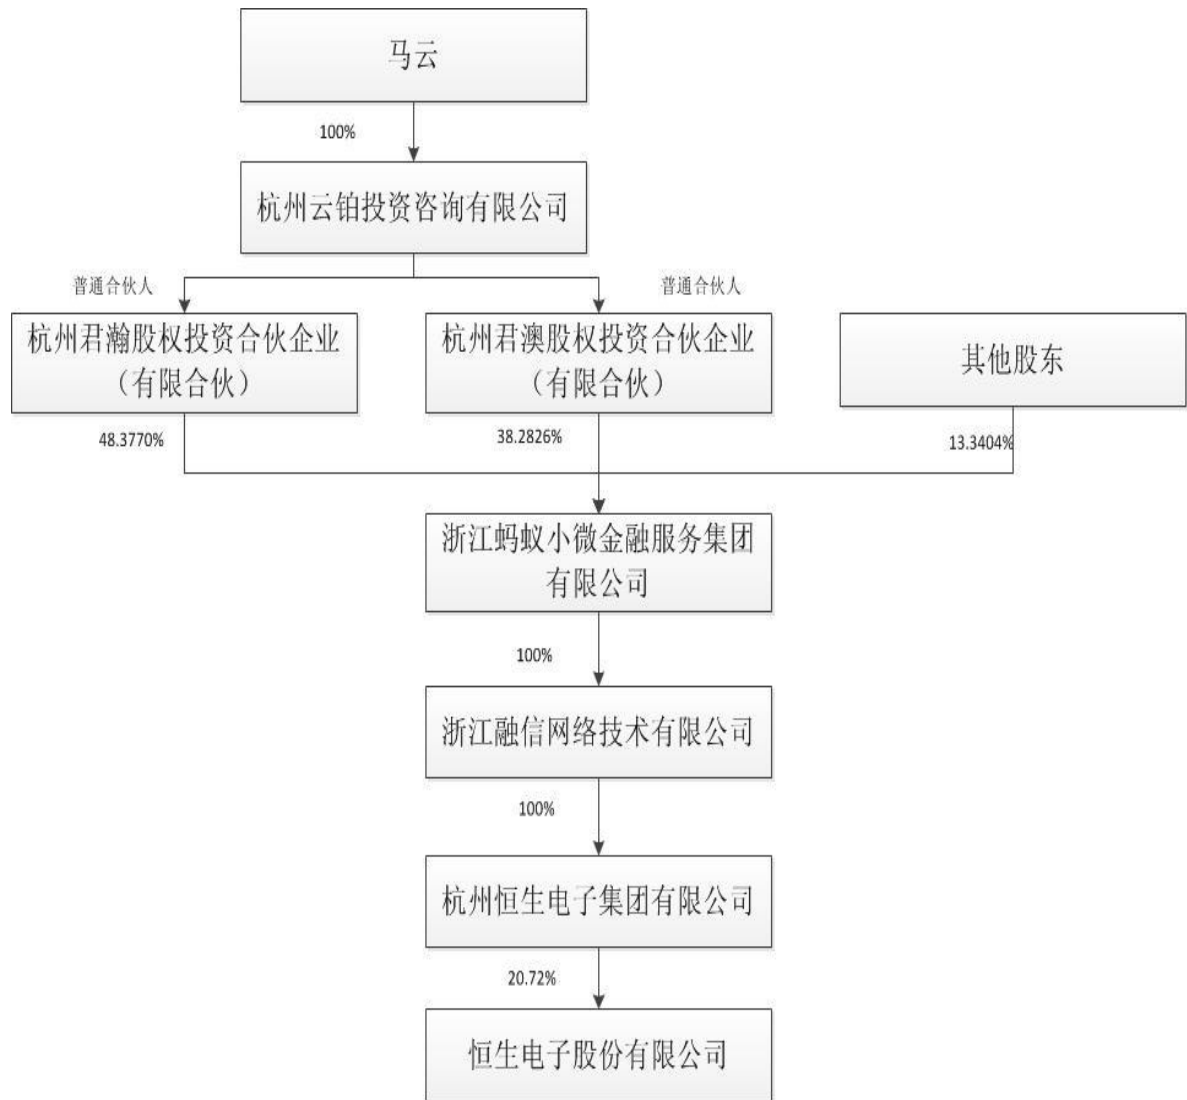 马云
100%
杭州云铂投资咨询有限公司
普通合伙人
普通合伙人
杭州君瀚股权投资合伙企业
（有限合伙）
杭州君澳股权投资合伙企业
（有限合伙）
其他股东
48.3770%
38.2826%
13.3404%
浙江蚂蚁小微金融服务集团
有限公司
100%
浙江融信网络技术有限公司
100%
杭州恒生电子集团有限公司
20.72%
恒生电子股份有限公司